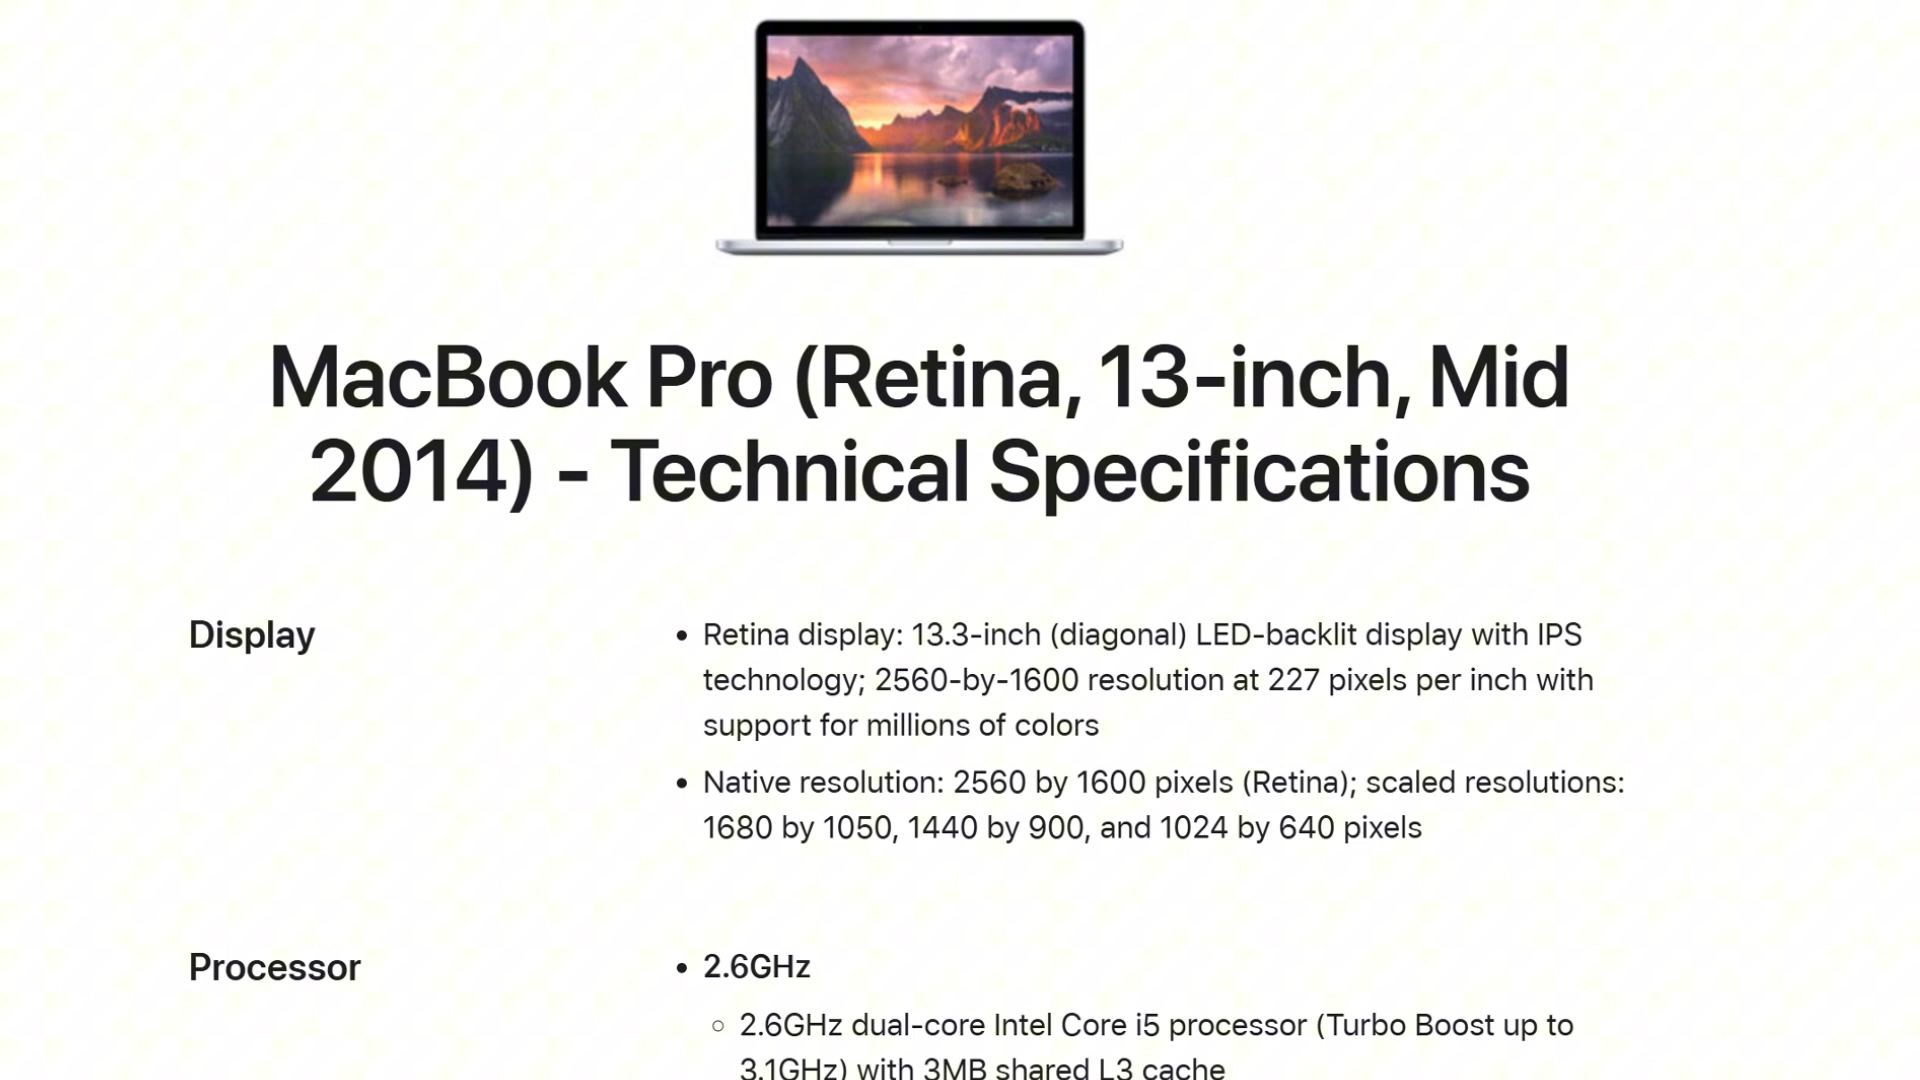 MacBook Pro (Retina, 13-inch, Mid
2014) - Technical Specifications
Display
• Retina display: 13.3-inch (diagonal) LED-backlit display with IPS
technology; 2560-by-1600 resolution at 227 pixels per inch with
support for millions of colors
• Native resolution: 2560 by 1600 pixels (Retina); scaled resolutions:
1680 by 1050, 1440 by 900, and 1024 by 640 pixels
Processor
• 2.6GHz
○ 2.6GHz dual-core Intel Core i5 processor (Turbo Boost up to
3.1GHz) with 3MB shared L3 cache